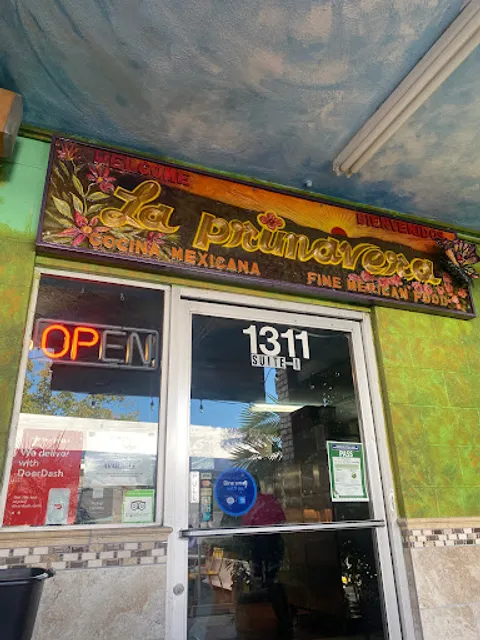 WELCOME
BIENVENIDOS
La primavera
COCINA MEXICANA
FINE MEXICAN FOOD
OPEN
1311
SUITE-1
We deliver
with
DoorDash
PASS